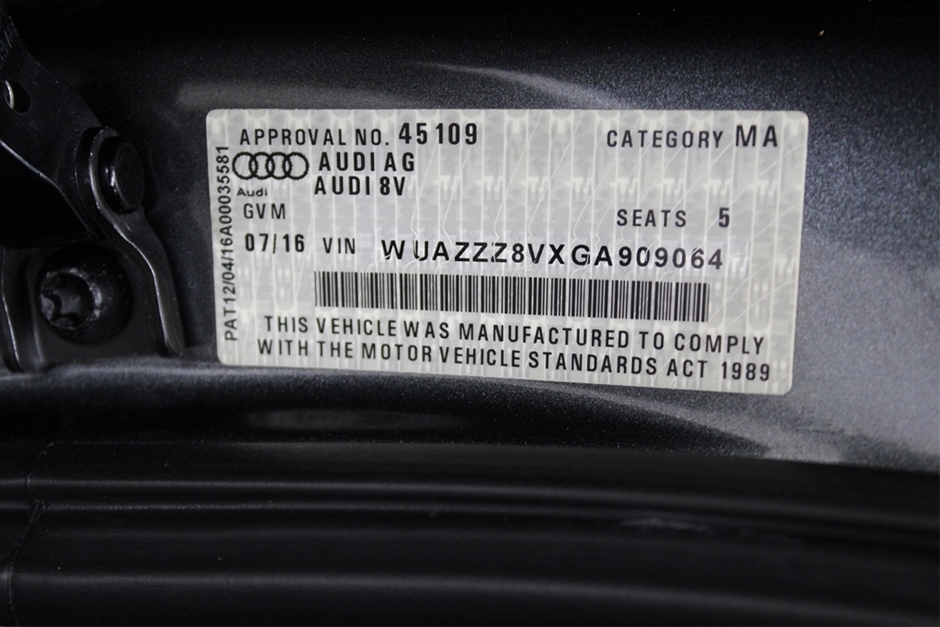 APPROVAL NO. 45109 CATEGORY MA
AUDI AG
Audi AUDI 8V
GVM SEATS 5
07/16 VIN WUAZZZ8VXGA909064
THIS VEHICLE WAS MANUFACTURED TO COMPLY
WITH THE MOTOR VEHICLE STANDARDS ACT 1989
PAT12/04/16A00035581